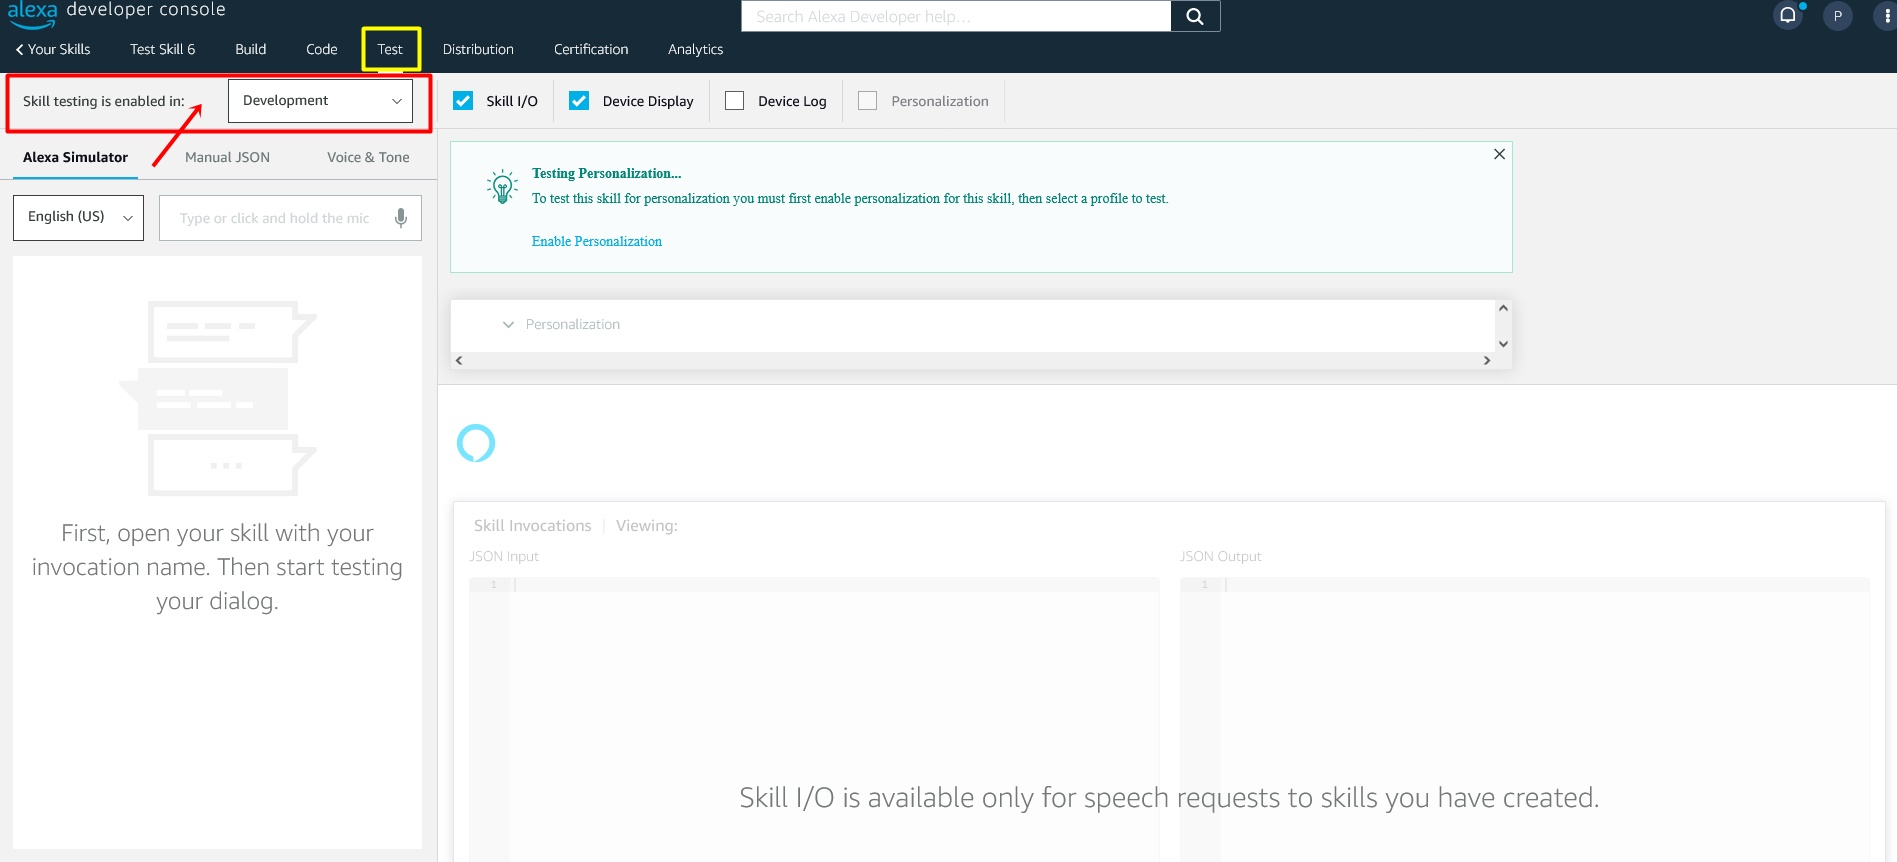 alexa developer console
Search Alexa Developer help...
P
Your Skills
Test Skill 6
Build
Code
Test
Distribution
Certification
Analytics
Skill testing is enabled in:
Development
Skill I/O
Device Display
Device Log
Personalization
Alexa Simulator
Manual JSON
Voice & Tone
English (US)
Type or click and hold the mic
First, open your skill with your
invocation name. Then start testing
your dialog.
Testing Personalization...
To test this skill for personalization you must first enable personalization for this skill, then select a profile to test.
Enable Personalization
Personalization
Skill Invocations
Viewing:
JSON Input
1
JSON Output
1
Skill I/O is available only for speech requests to skills you have created.